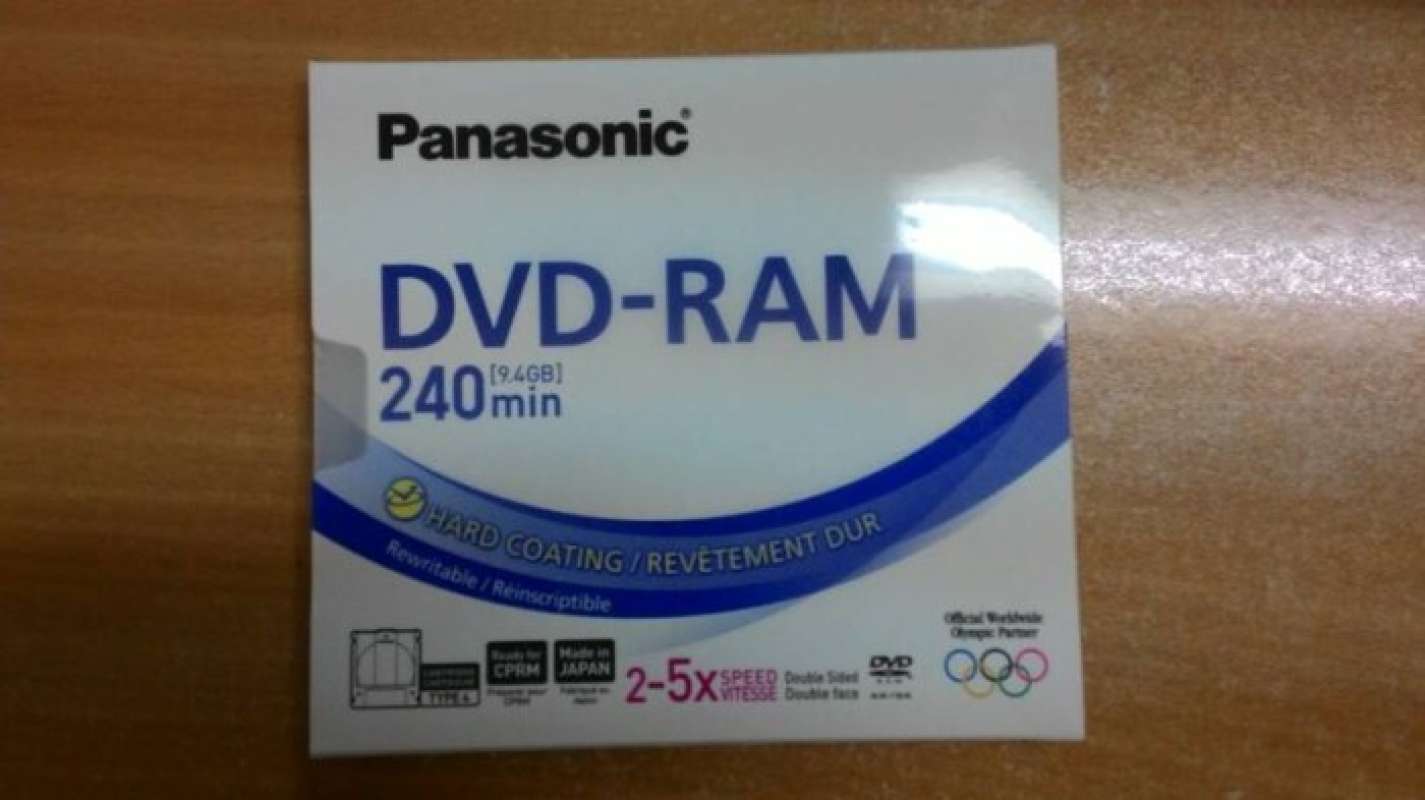 Panasonic®
DVD-RAM
240min [9.4GB]
HARD COATING / REVÊTEMENT DUR
Rewritable / Réinscriptible
TYPE 4
Ready for
CPRM
Made in
JAPAN
2-5x SPEED
VITESSE
Double Sided
Double face
DVD
Official Worldwide
Olympic Partner